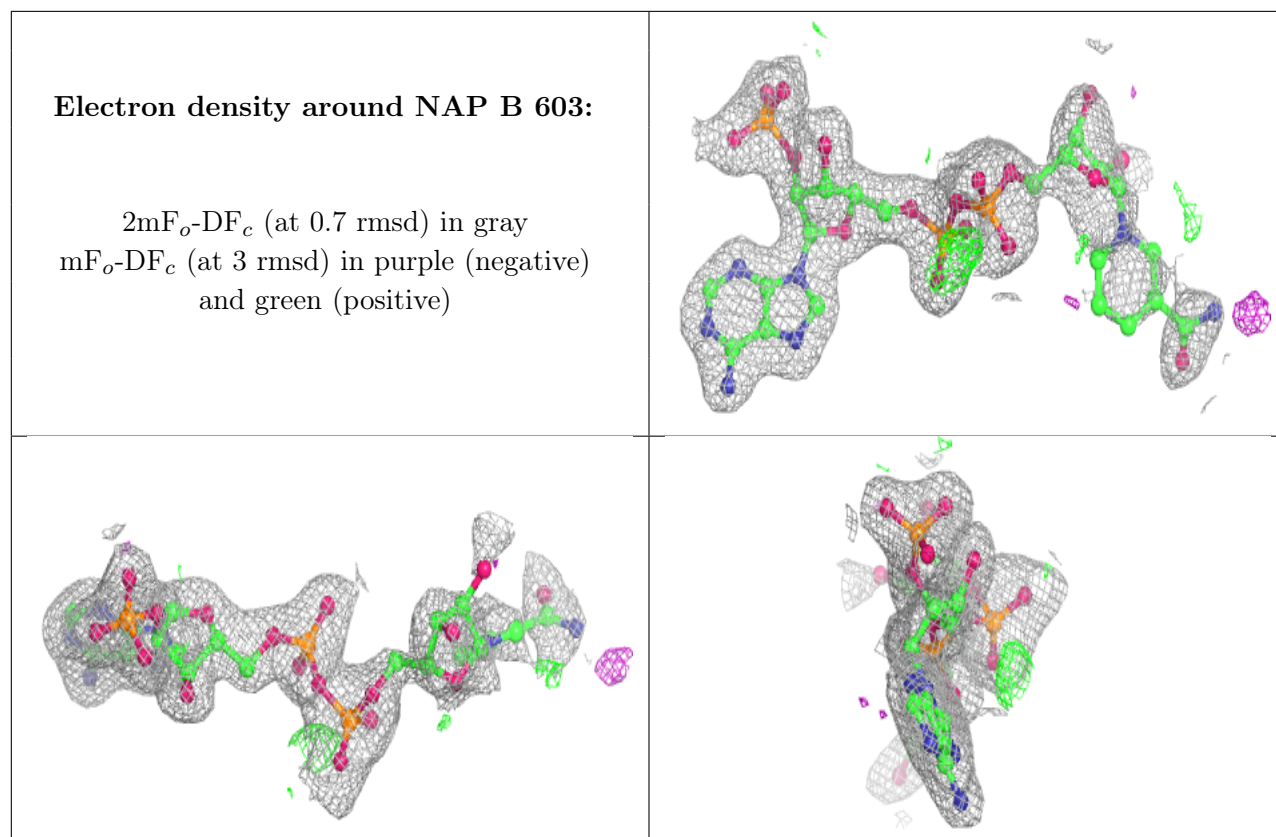 Electron density around NAP B 603:
2mFo-DFc (at 0.7 rmsd) in gray
mFo-DFc (at 3 rmsd) in purple (negative)
and green (positive)